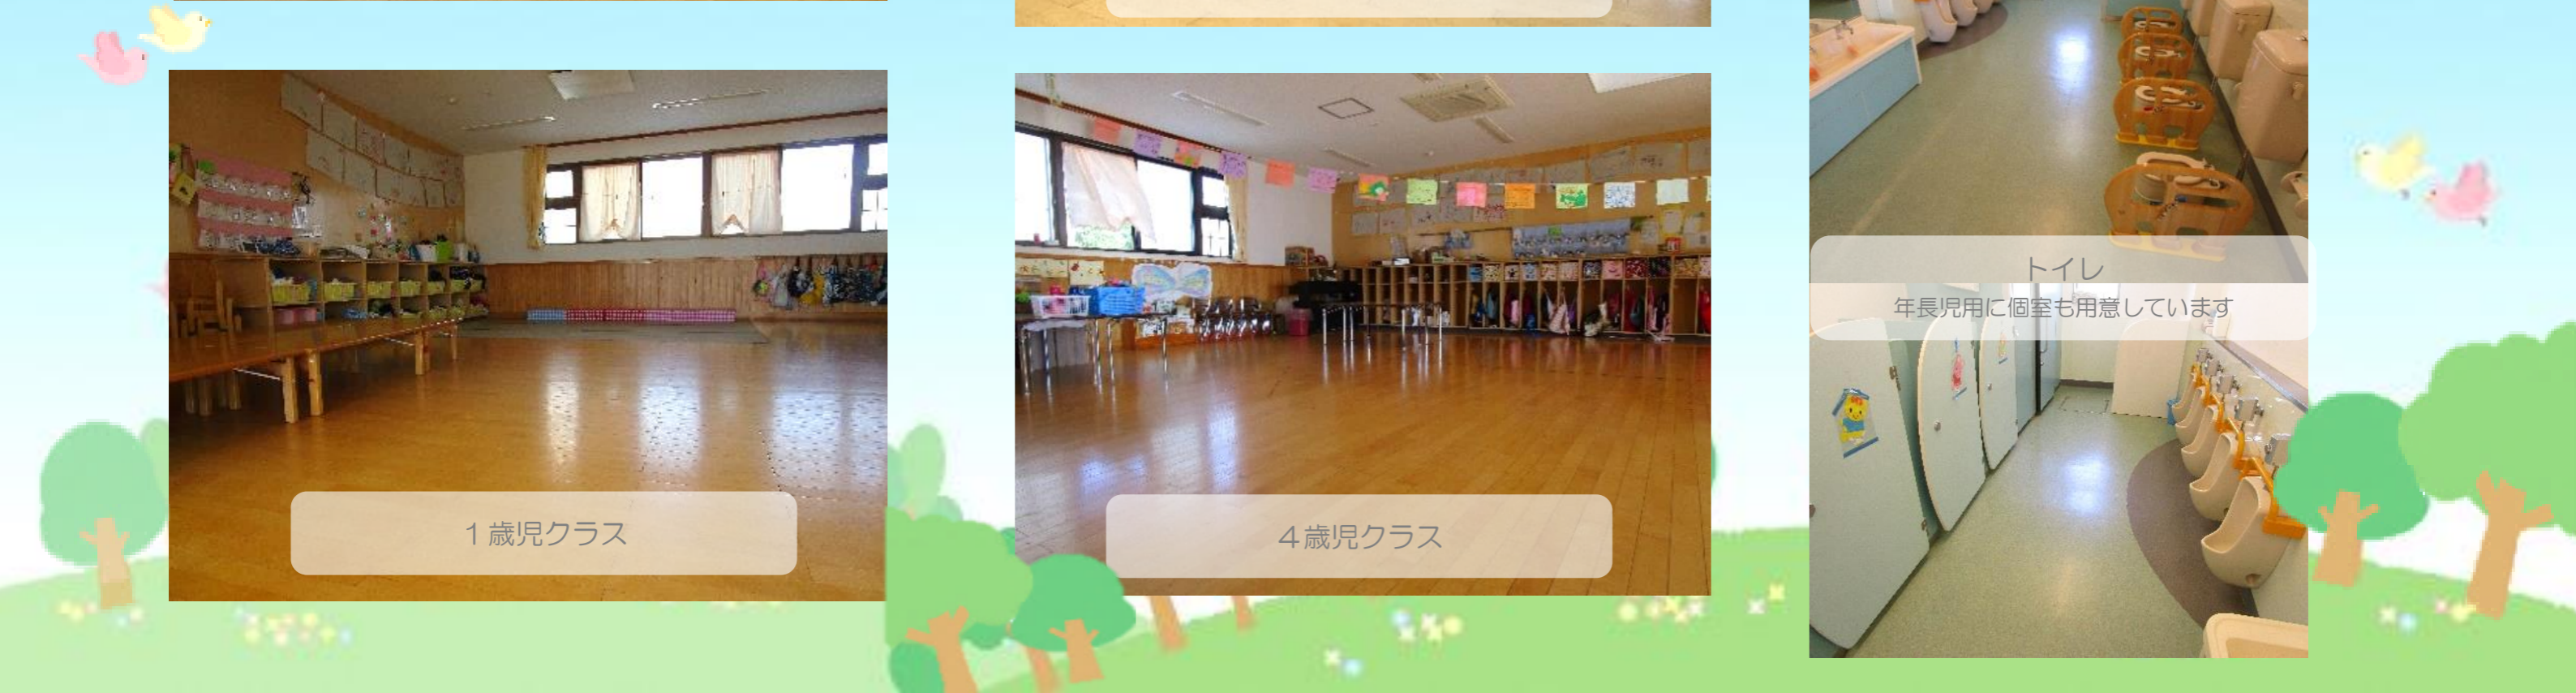 １歳児クラス
４歳児クラス
トイレ
年長児用に個室も用意しています